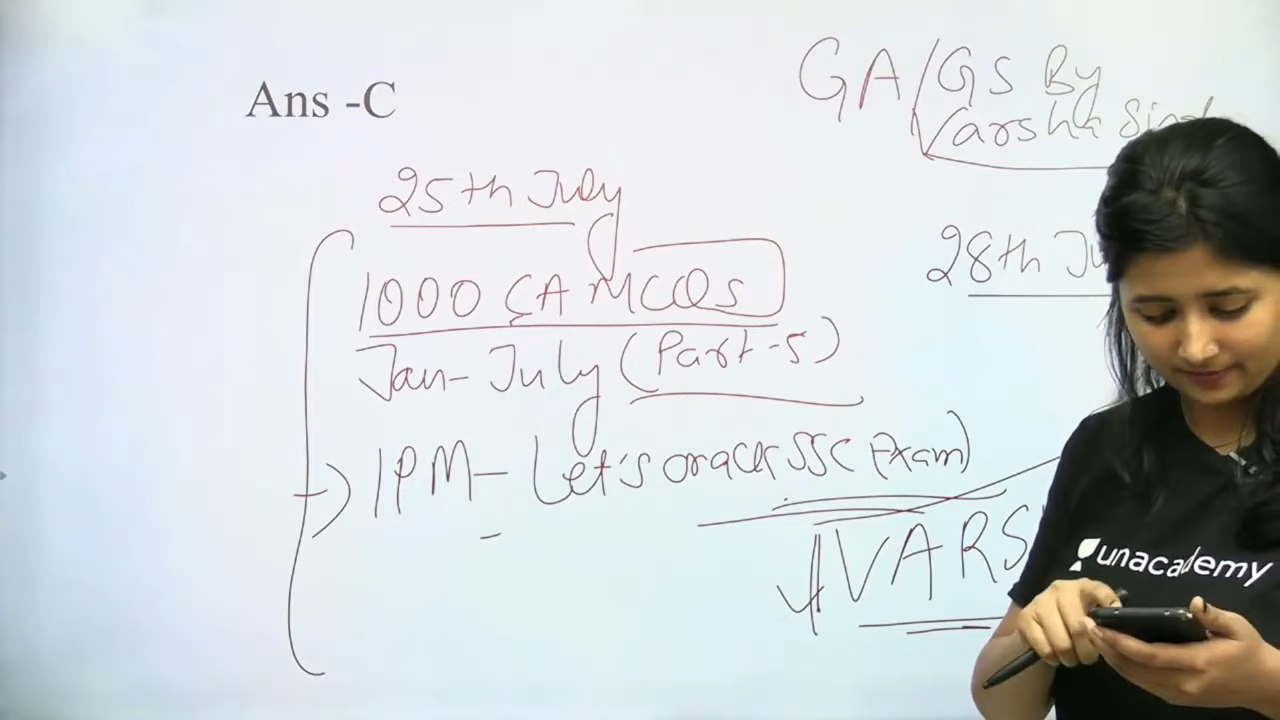 Ans -C
GA/GS By
Varsha
25th July
28th
1000 CA MCQs
Jan-July (Part-5)
1PM- Let's crack SSC Exam)
VARS
unacademy